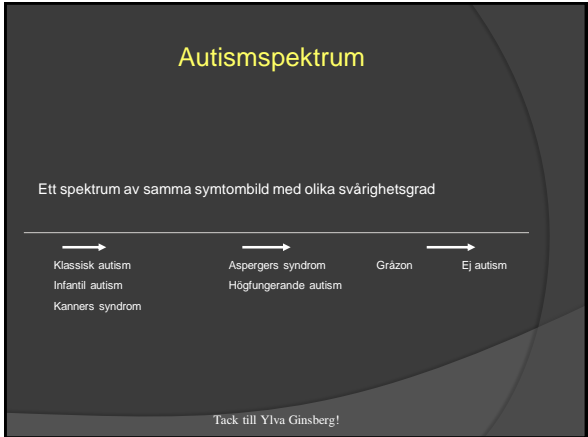 Autismspektrum
Ett spektrum av samma symtombild med olika svårighetsgrad
Klassisk autism Aspergers syndrom Gråzon Ej autism
Infantil autism Högfungerande autism
Kanners syndrom
Tack till Ylva Ginsberg!